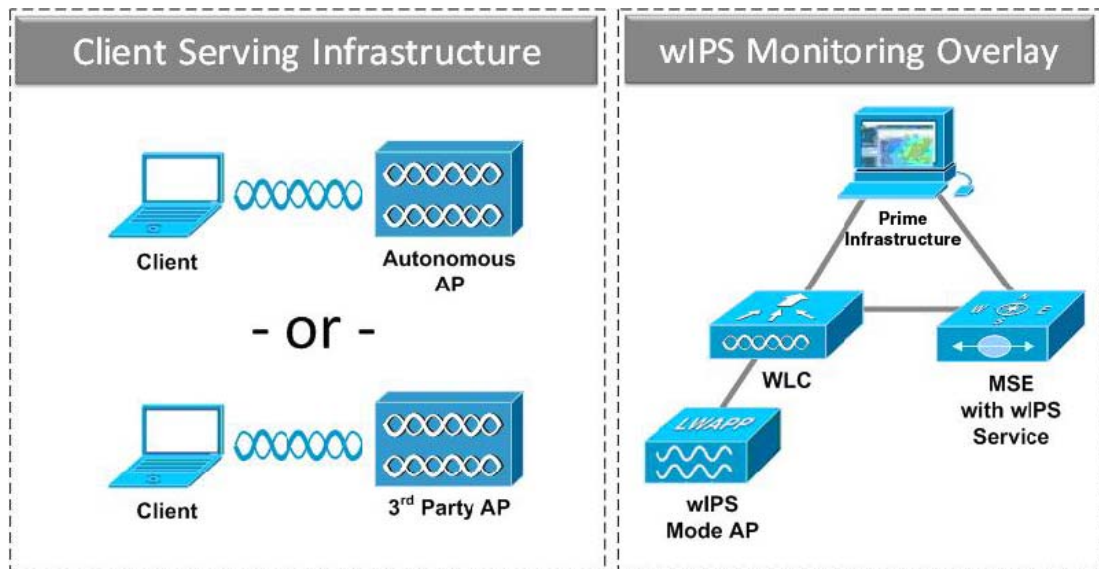 Client Serving Infrastructure
Client
Autonomous
AP
- or -
Client
3rd Party AP
wIPS Monitoring Overlay
Prime
Infrastructure
N
W
E
S
WLC
MSE
with wIPS
Service
LWAPP
wIPS
Mode AP